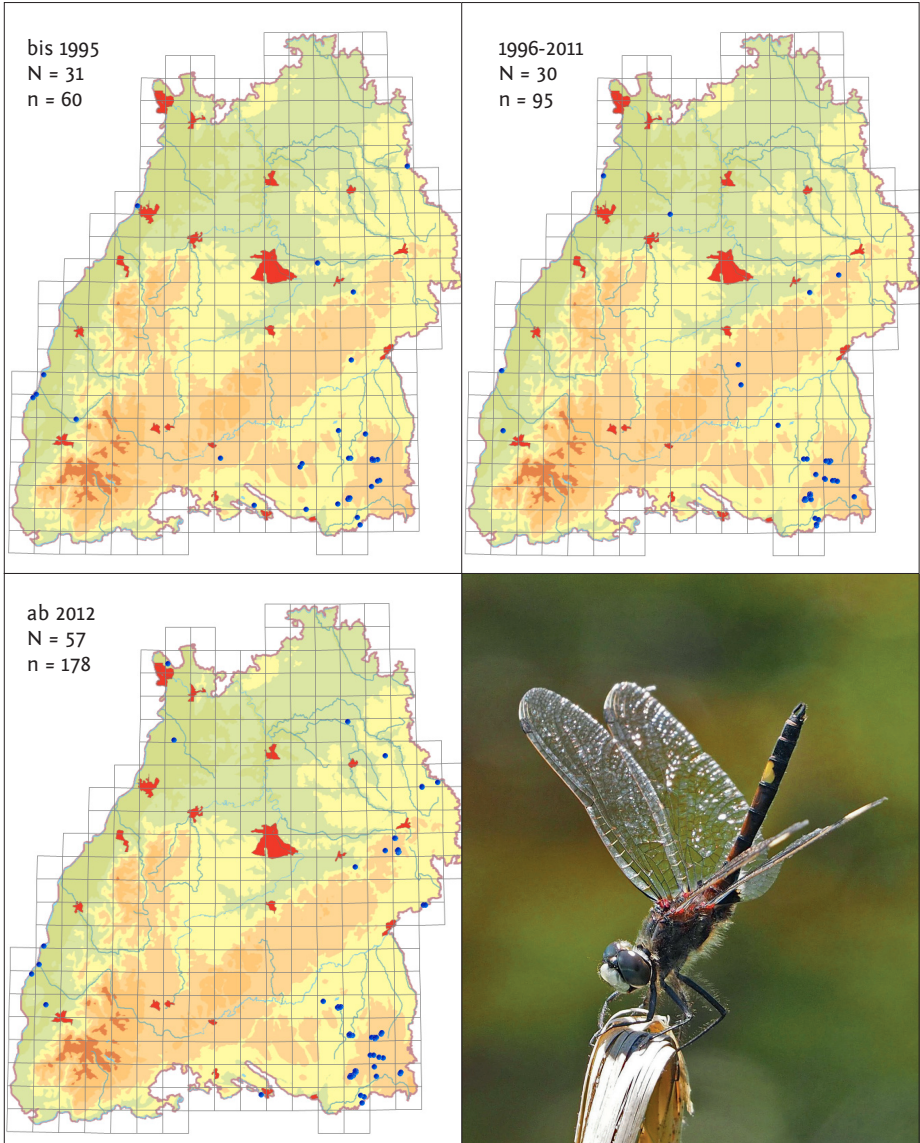 bis 1995
N = 31
n = 60
1996-2011
N = 30
n = 95
ab 2012
N = 57
n = 178